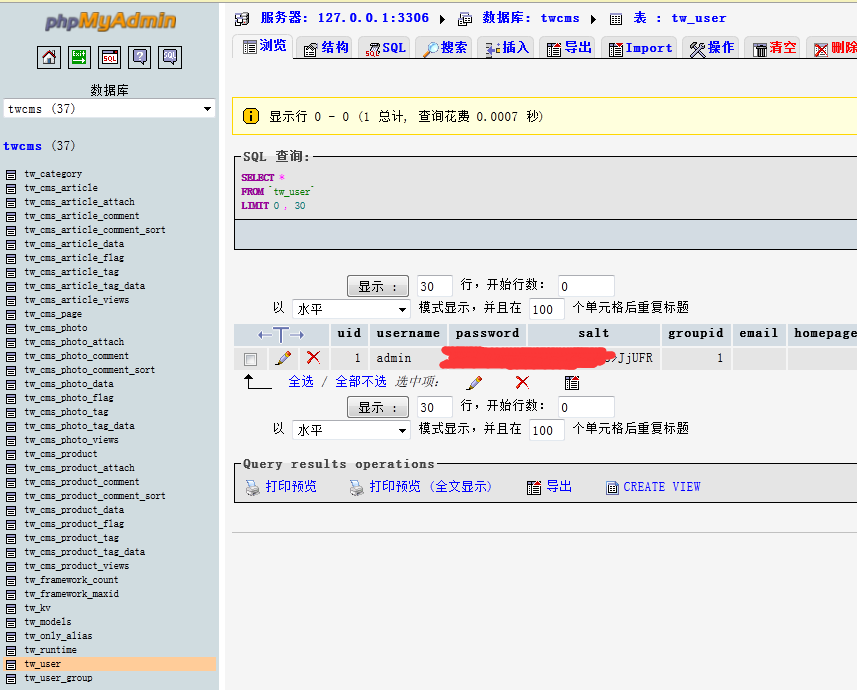 phpMyAdmin
数据库
twcms (37)
twcms (37)
tw_category
tw_cms_article
tw_cms_article_attach
tw_cms_article_comment
tw_cms_article_comment_sort
tw_cms_article_data
tw_cms_article_flag
tw_cms_article_tag
tw_cms_article_tag_data
tw_cms_article_views
tw_cms_page
tw_cms_photo
tw_cms_photo_attach
tw_cms_photo_comment
tw_cms_photo_comment_sort
tw_cms_photo_data
tw_cms_photo_flag
tw_cms_photo_tag
tw_cms_photo_tag_data
tw_cms_photo_views
tw_cms_product
tw_cms_product_attach
tw_cms_product_comment
tw_cms_product_comment_sort
tw_cms_product_data
tw_cms_product_flag
tw_cms_product_tag
tw_cms_product_tag_data
tw_cms_product_views
tw_framework_count
tw_framework_maxid
tw_kv
tw_models
tw_only_alias
tw_runtime
tw_user
tw_user_group
服务器: 127.0.0.1:3306 ▶ 数据库: twcms ▶ 表 : tw_user
浏览 结构 SQL 搜索 插入 导出 Import 操作 清空 删除
显示行 0 - 0 (1 总计, 查询花费 0.0007 秒)
SQL 查询:
SELECT *
FROM `tw_user`
LIMIT 0 , 30
显示 : 30 行，开始行数: 0
以 水平 模式显示，并且在 100 个单元格后重复标题
←T→ uid username password salt groupid email homepage
1 admin JjUFR 1
全选 / 全部不选 选中项:
显示 : 30 行，开始行数: 0
以 水平 模式显示，并且在 100 个单元格后重复标题
Query results operations
打印预览 打印预览 (全文显示) 导出 CREATE VIEW